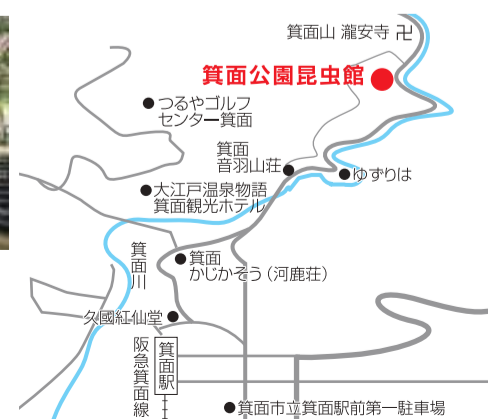 箕面山 瀧安寺 卍
箕面公園昆虫館
つるやゴルフ
センター箕面
箕面
音羽山荘
ゆずりは
大江戸温泉物語
箕面観光ホテル
箕面川
箕面
かじかそう（河鹿荘）
久國紅仙堂
箕面駅
阪急箕面線
箕面市立箕面駅前第一駐車場